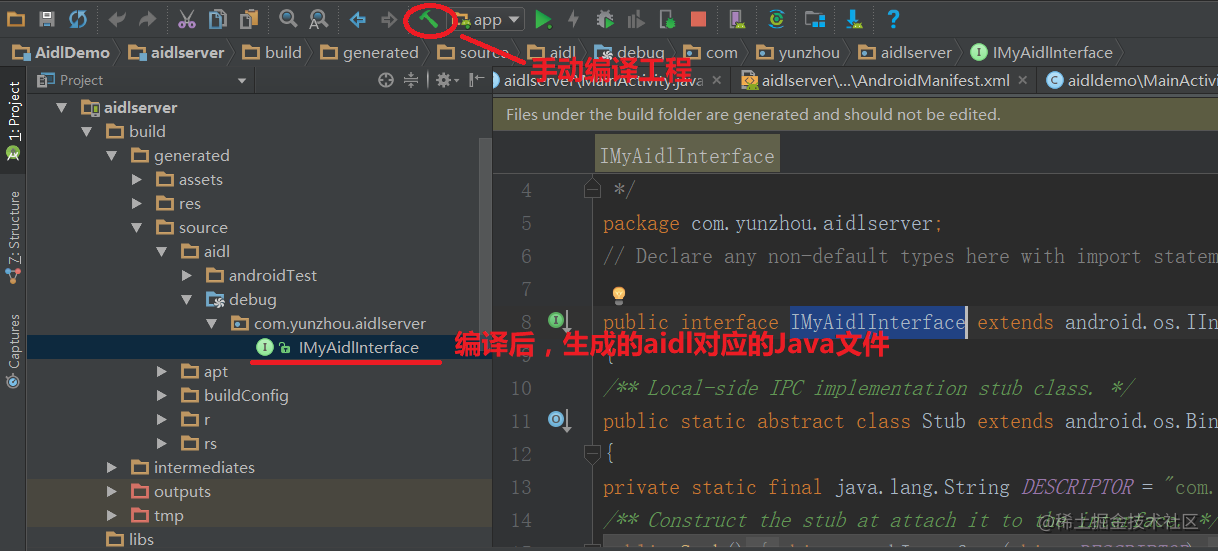 app
AidlDemo aidlserver build generated source aidl debug com yunzhou aidlserver IMyAidlInterface
手动编译工程
Project
aidlserver\MainActivity.java aidlserver\...\AndroidManifest.xml aidldemo\MainActivi
1: Project
Z: Structure
Captures
aidlserver
build
generated
assets
res
source
aidl
androidTest
debug
com.yunzhou.aidlserver
IMyAidlInterface
apt
buildConfig
r
rs
intermediates
outputs
tmp
libs
编译后，生成的aidl对应的Java文件
Files under the build folder are generated and should not be edited.
IMyAidlInterface
4 */
5 package com.yunzhou.aidlserver;
6 // Declare any non-default types here with import statem
7
8 public interface IMyAidlInterface extends android.os.IIn
{
10 /** Local-side IPC implementation stub class. */
11 public static abstract class Stub extends android.os.Bin
12 {
13 private static final java.lang.String DESCRIPTOR = "com.
14 /** Construct the stub at attach it to the interface. */
@稀土掘金技术社区